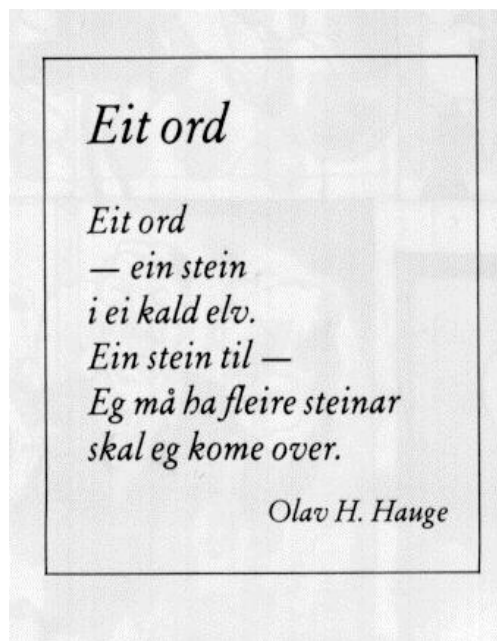 Eit ord
Eit ord
— ein stein
i ei kald elv.
Ein stein til —
Eg må ha fleire steinar
skal eg kome over.
Olav H. Hauge